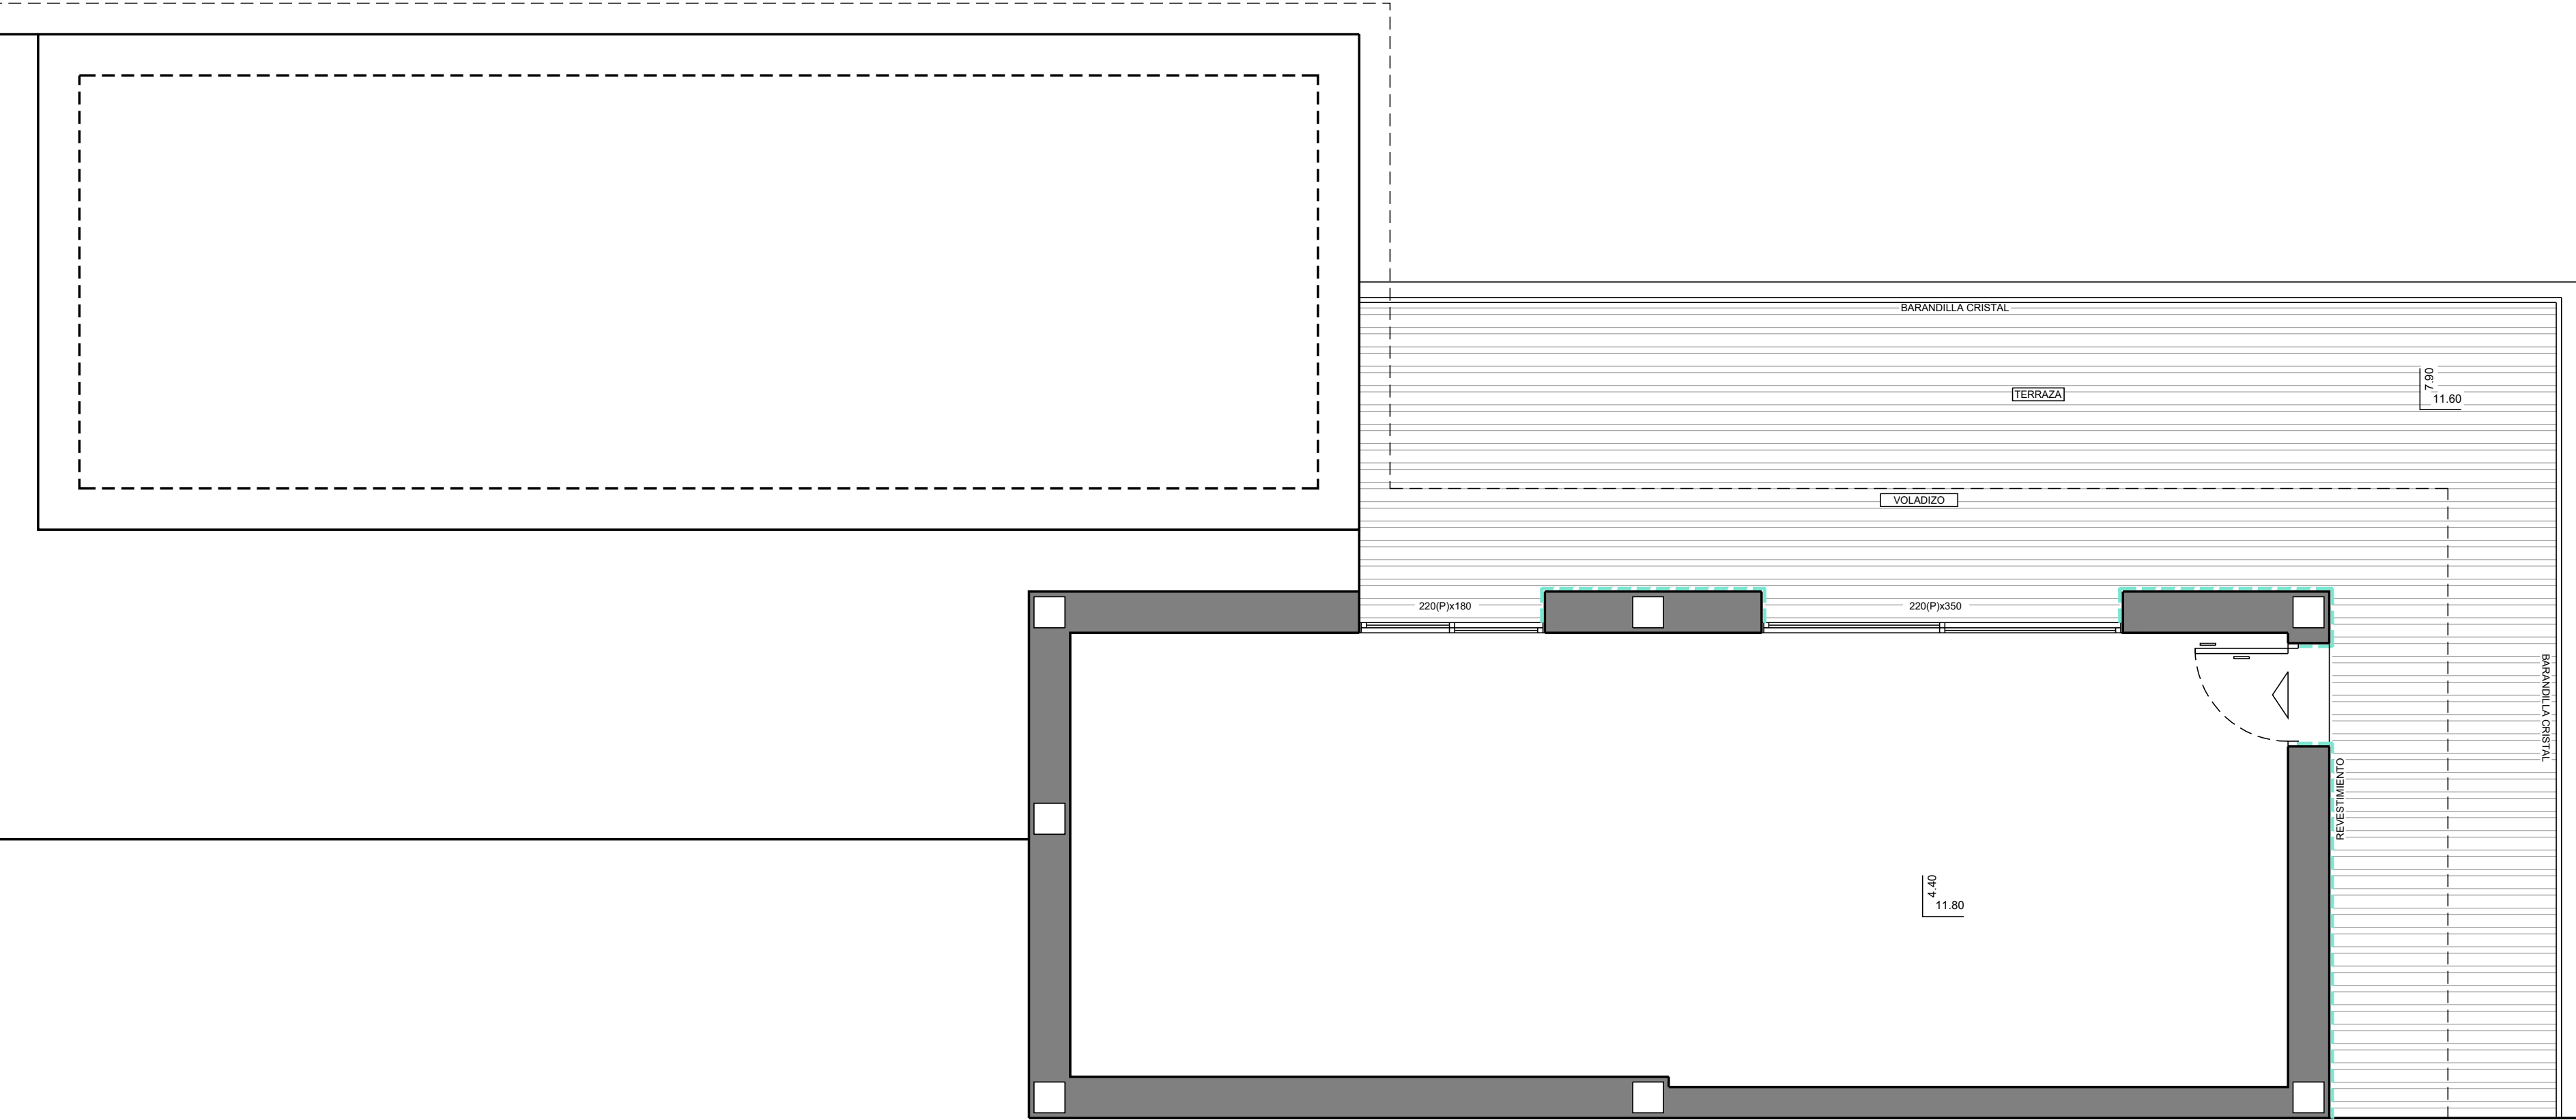 BARANDILLA CRISTAL
TERRAZA
7.90
11.60
VOLADIZO
220(P)x180
220(P)x350
BARANDILLA CRISTAL
REVESTIMIENTO
4.40
11.80